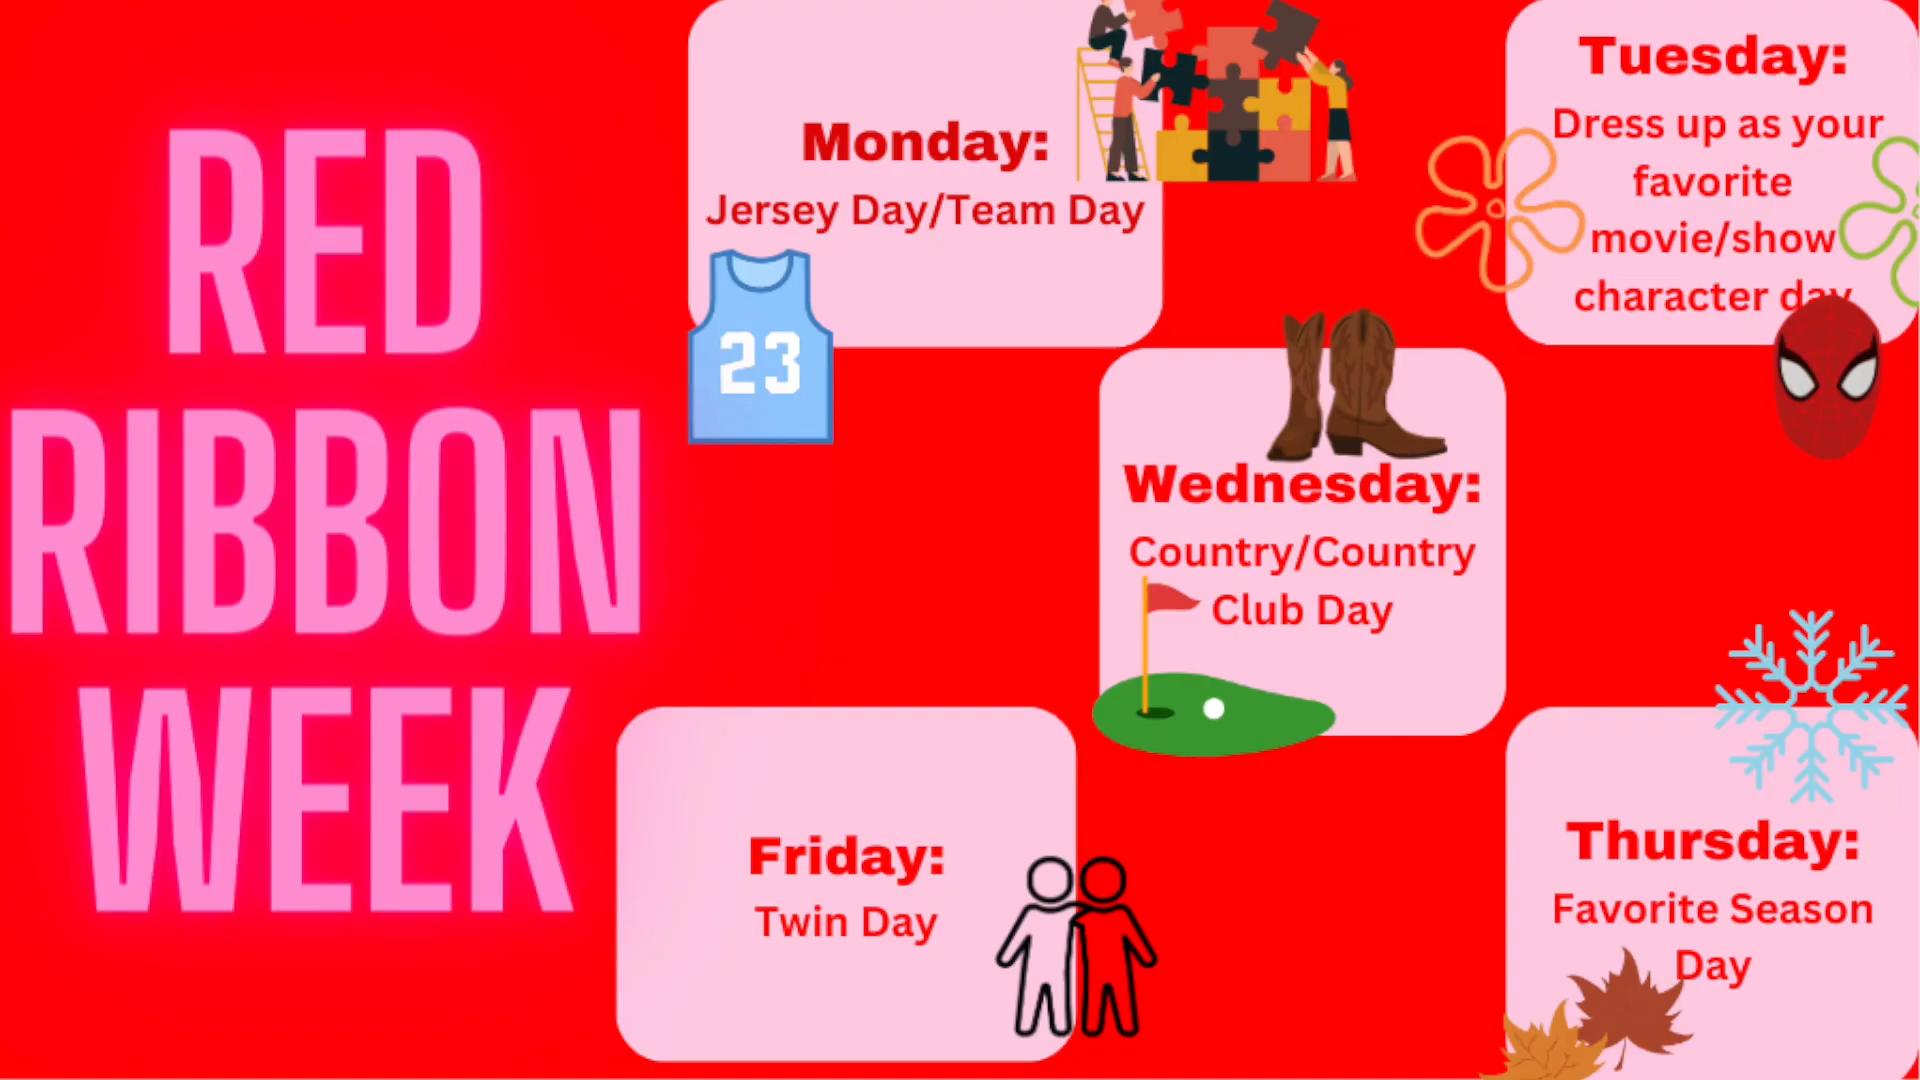 RED
RIBBON
WEEK
Monday:
Jersey Day/Team Day
23
Tuesday:
Dress up as your
favorite
movie/show
character day
Wednesday:
Country/Country
Club Day
Thursday:
Favorite Season
Day
Friday:
Twin Day